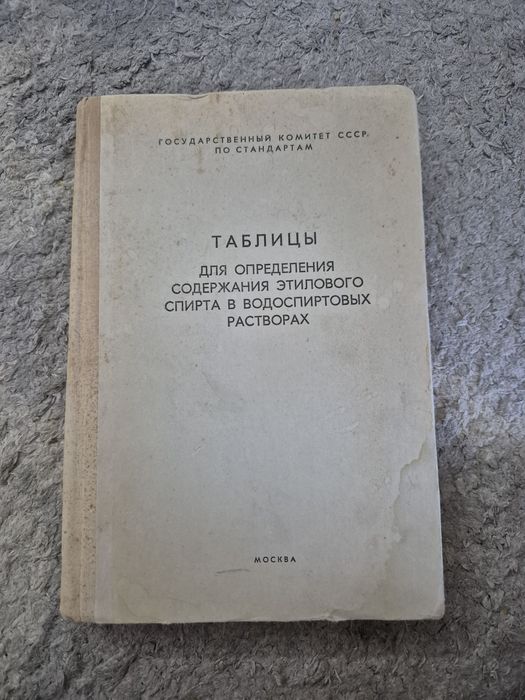 ГОСУДАРСТВЕННЫЙ КОМИТЕТ СССР
ПО СТАНДАРТАМ
ТАБЛИЦЫ
ДЛЯ ОПРЕДЕЛЕНИЯ
СОДЕРЖАНИЯ ЭТИЛОВОГО
СПИРТА В ВОДОСПИРТОВЫХ
РАСТВОРАХ
МОСКВА